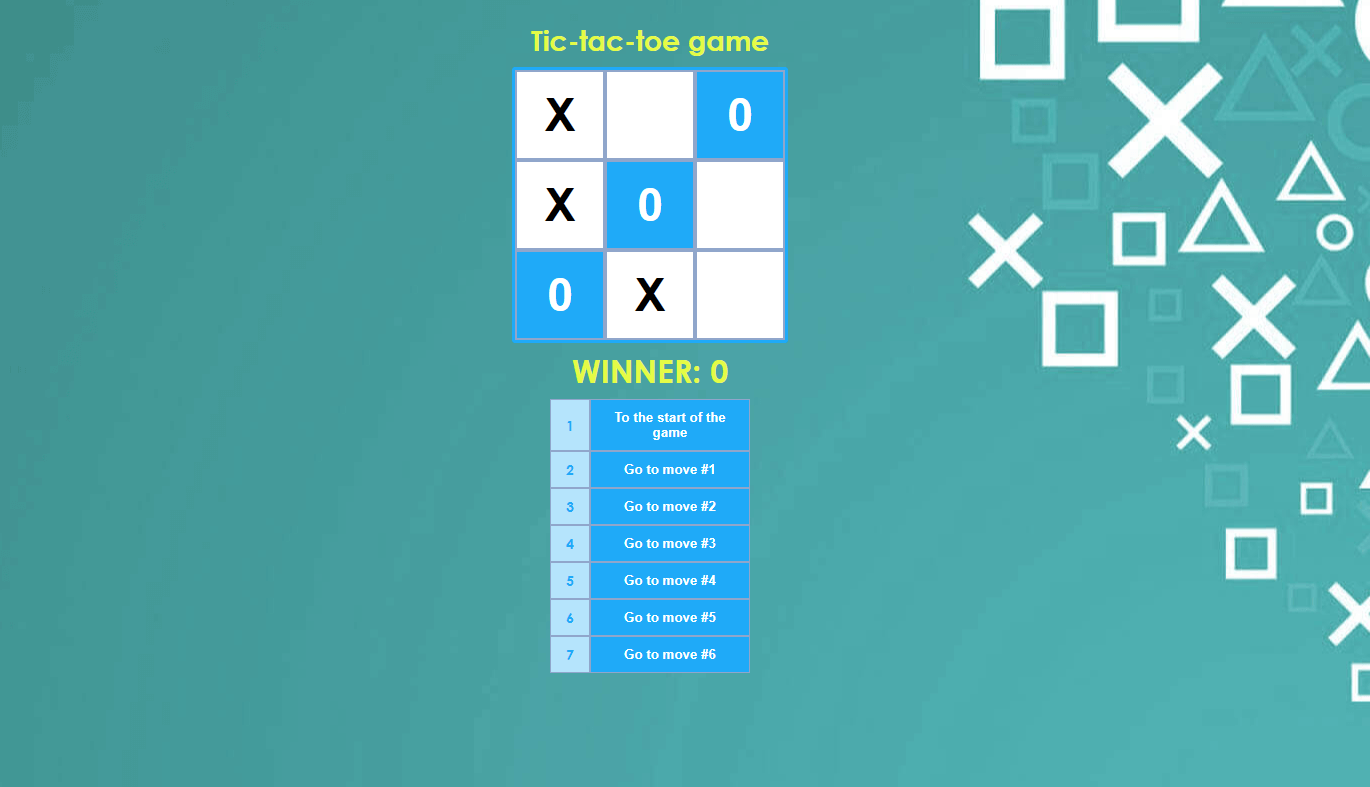 Tic-tac-toe game
X 0
X 0
0 X
WINNER: 0
1 To the start of the
game
2 Go to move #1
3 Go to move #2
4 Go to move #3
5 Go to move #4
6 Go to move #5
7 Go to move #6